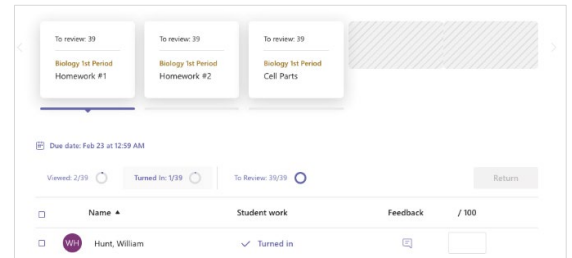 To review: 39
Biology 1st Period
Homework #1
To review: 39
Biology 1st Period
Homework #2
To review: 39
Biology 1st Period
Cell Parts
Due date: Feb 23 at 12:59 AM
Viewed: 2/39
Turned In: 1/39
To Review: 39/39
Return
Name ▲
Student work
Feedback
/ 100
WH
Hunt, William
✓ Turned in